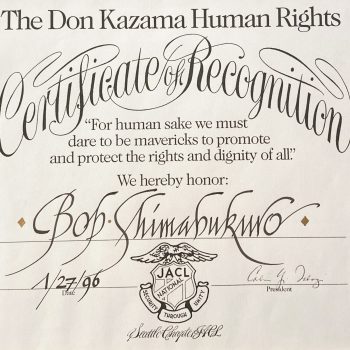 The Don Kazama Human Rights
Certificate of Recognition
“For human sake we must
dare to be mavericks to promote
and protect the rights and dignity of all.”
We hereby honor:
Bob Shimabukuro
1/27/96
Date
President
JACL
NATIONAL
SECURITY THROUGH UNITY
Seattle Chapter JACL